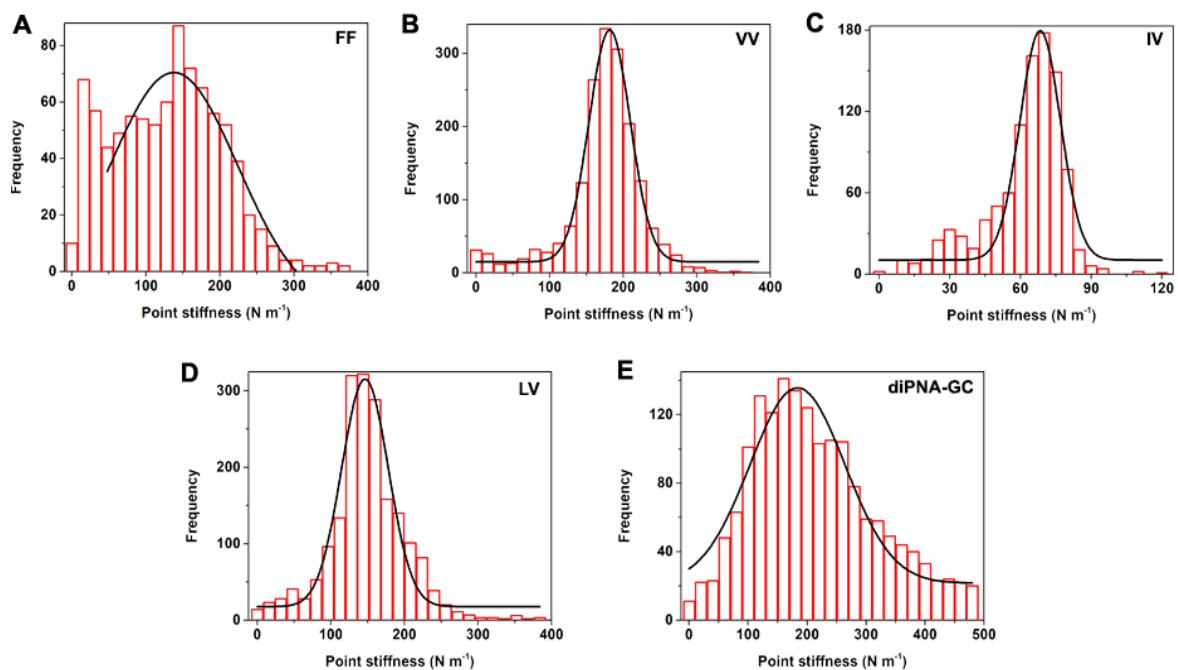 A
FF
80
60
40
20
0
Frequency
0 100 200 300 400
Point stiffness (N m⁻¹)
B
VV
300
200
100
0
Frequency
0 100 200 300 400
Point stiffness (N m⁻¹)
C
IV
180
120
60
0
Frequency
0 30 60 90 120
Point stiffness (N m⁻¹)
D
LV
300
200
100
0
Frequency
0 100 200 300 400
Point stiffness (N m⁻¹)
E
diPNA-GC
120
80
40
0
Frequency
0 100 200 300 400 500
Point stiffness (N m⁻¹)